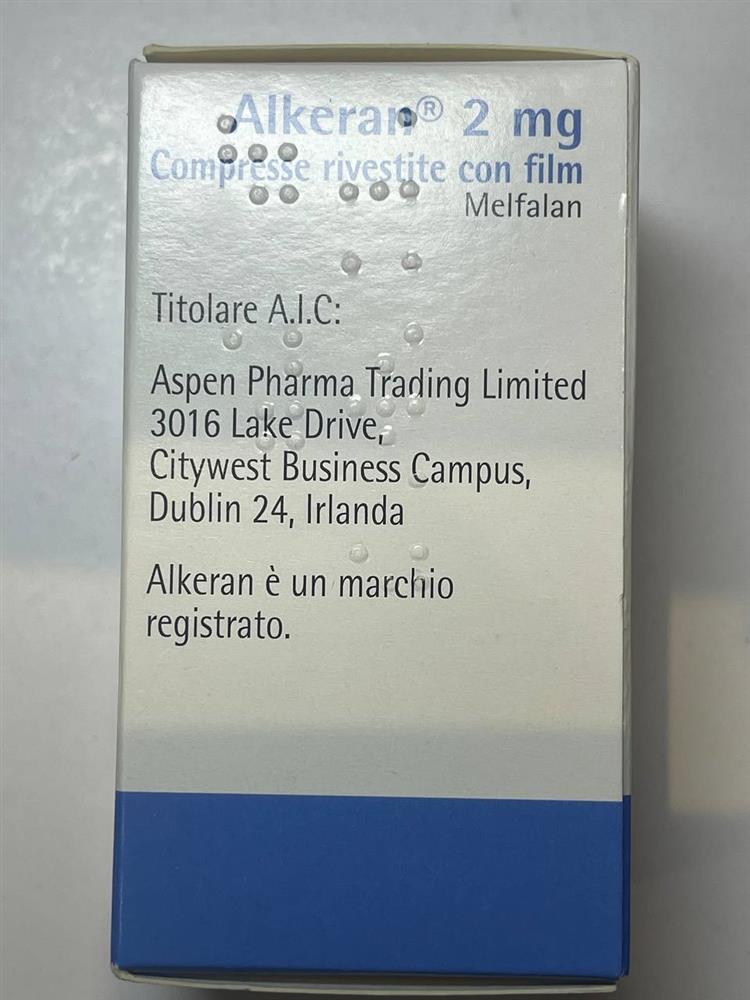 Alkeran® 2 mg
Compresse rivestite con film
Melfalan
Titolare A.I.C:
Aspen Pharma Trading Limited
3016 Lake Drive,
Citywest Business Campus,
Dublin 24, Irlanda
Alkeran è un marchio
registrato.